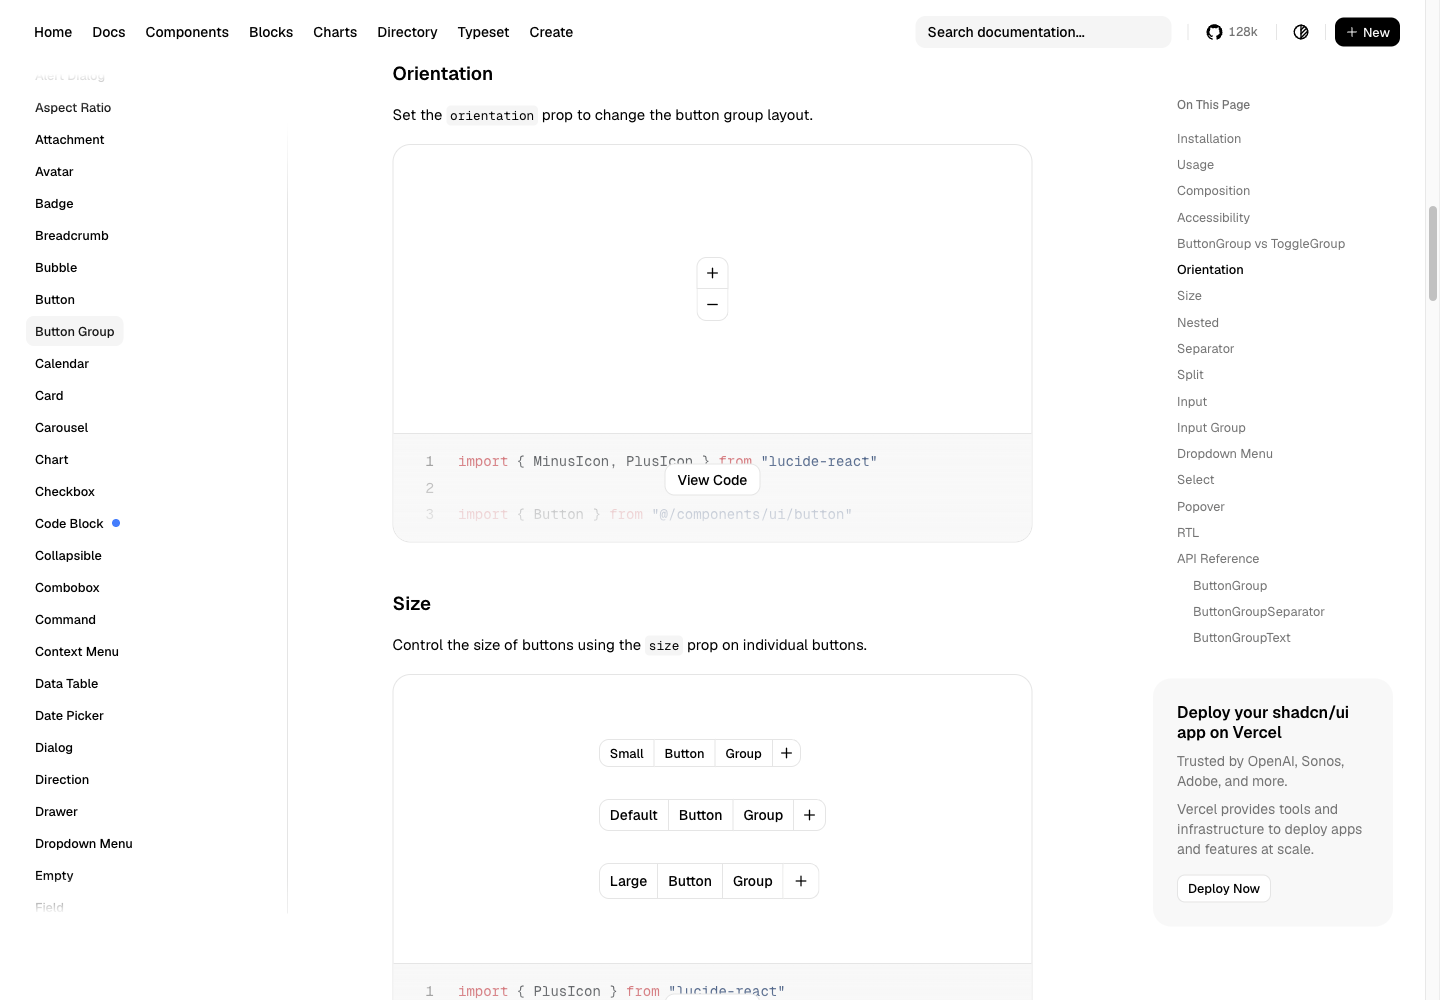 Home Docs Components Blocks Charts Directory Typeset Create Search documentation... 128k New
Alert Dialog
Aspect Ratio
Attachment
Avatar
Badge
Breadcrumb
Bubble
Button
Button Group
Calendar
Card
Carousel
Chart
Checkbox
Code Block
Collapsible
Combobox
Command
Context Menu
Data Table
Date Picker
Dialog
Direction
Drawer
Dropdown Menu
Empty
Field
Orientation
Set the orientation prop to change the button group layout.
1 import { MinusIcon, PlusIcon } from "lucide-react"
View Code
2
3 import { Button } from "@/components/ui/button"
Size
Control the size of buttons using the size prop on individual buttons.
Small Button Group
Default Button Group
Large Button Group
1 import { PlusIcon } from "lucide-react"
On This Page
Installation
Usage
Composition
Accessibility
ButtonGroup vs ToggleGroup
Orientation
Size
Nested
Separator
Split
Input
Input Group
Dropdown Menu
Select
Popover
RTL
API Reference
ButtonGroup
ButtonGroupSeparator
ButtonGroupText
Deploy your shadcn/ui
app on Vercel
Trusted by OpenAI, Sonos,
Adobe, and more.
Vercel provides tools and
infrastructure to deploy apps
and features at scale.
Deploy Now